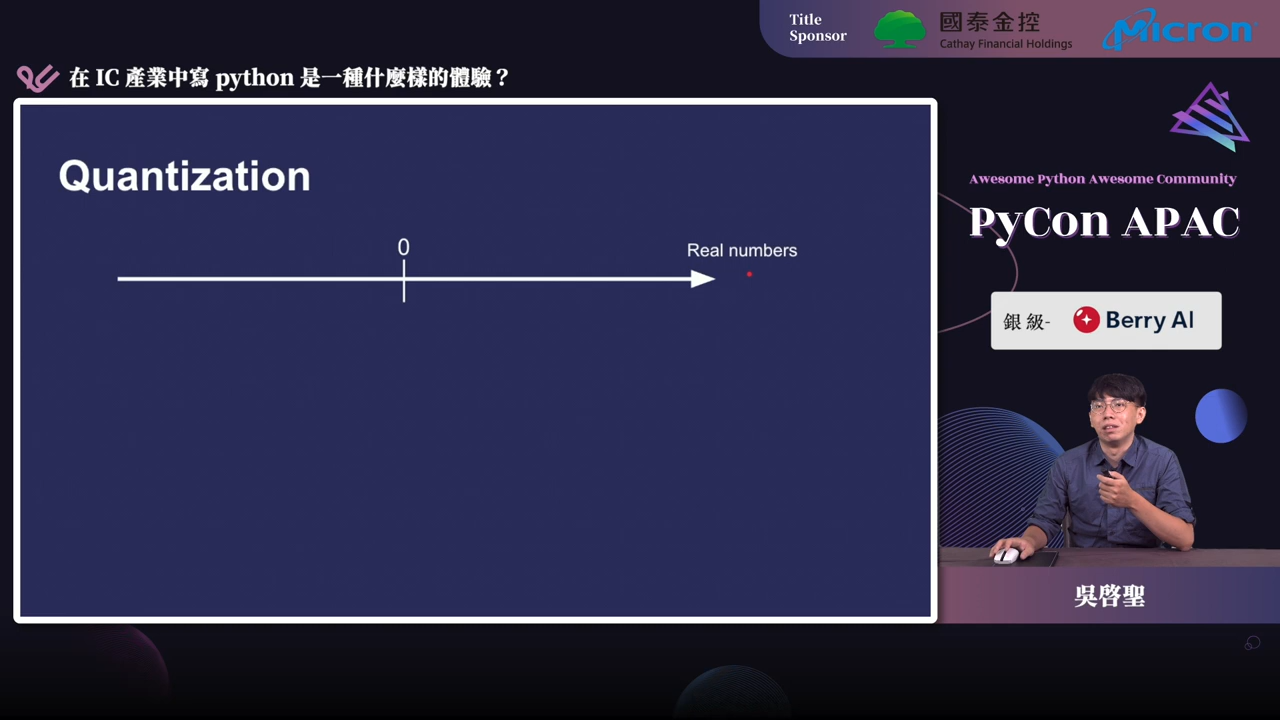 Title
Sponsor
國泰金控
Cathay Financial Holdings
Micron
在 IC 產業中寫 python 是一種什麼樣的體驗？
Quantization
0
Real numbers
Awesome Python Awesome Community
PyCon APAC
銀級-
Berry AI
吳啓聖